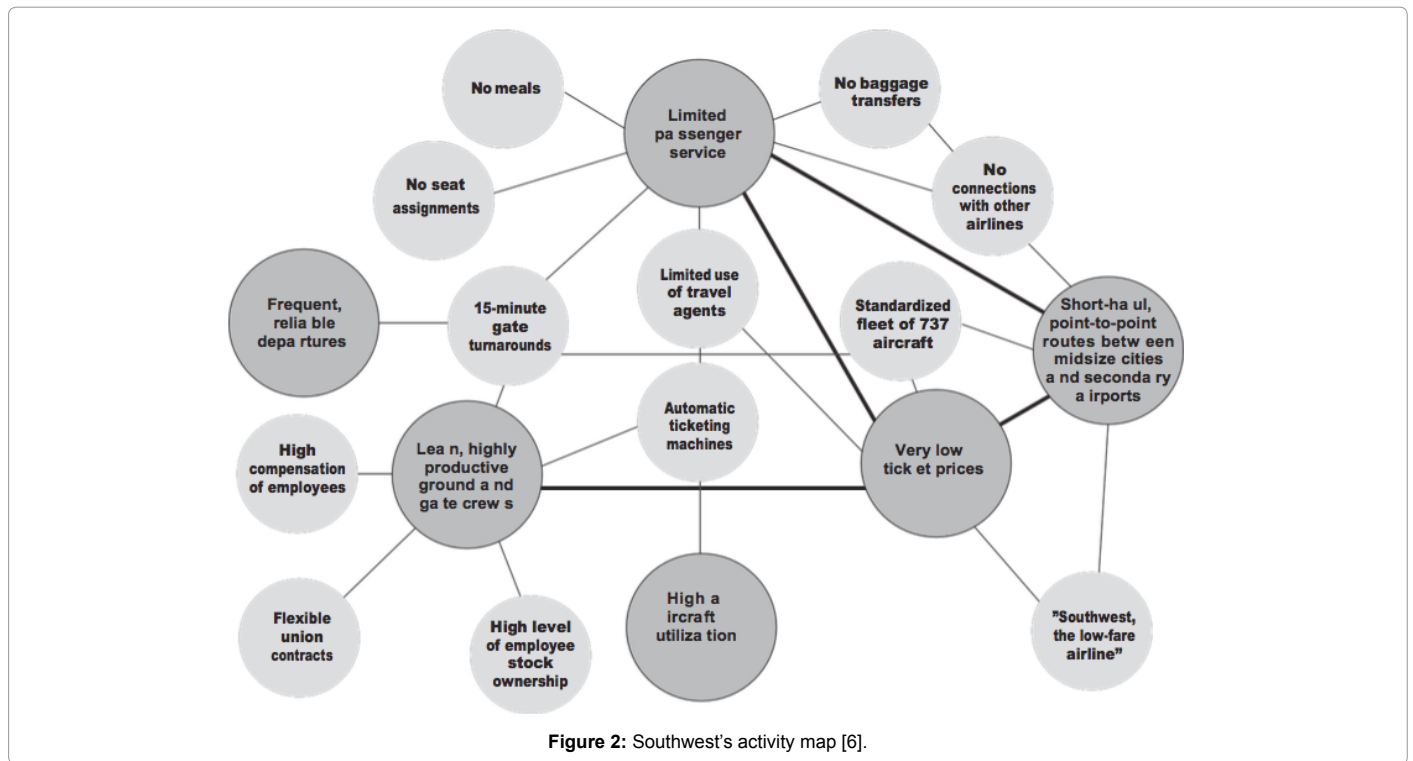 No meals
Limited
pa ssenger
service
No baggage
transfers
No seat
assignments
No
connections
with other
airlines
Frequent,
relia ble
depa rtures
15-minute
gate
turnarounds
Limited use
of travel
agents
Standardized
fleet of 737
aircraft
Short-ha ul,
point-to-point
routes betw een
midsize cities
a nd seconda ry
a irports
High
compensation
of employees
Lea n, highly
productive
ground a nd
ga te crew s
Automatic
ticketing
machines
Very low
tick et prices
Flexible
union
contracts
High level
of employee
stock
ownership
High a
ircraft
utiliza tion
”Southwest,
the low-fare
airline”
Figure 2: Southwest’s activity map [6].